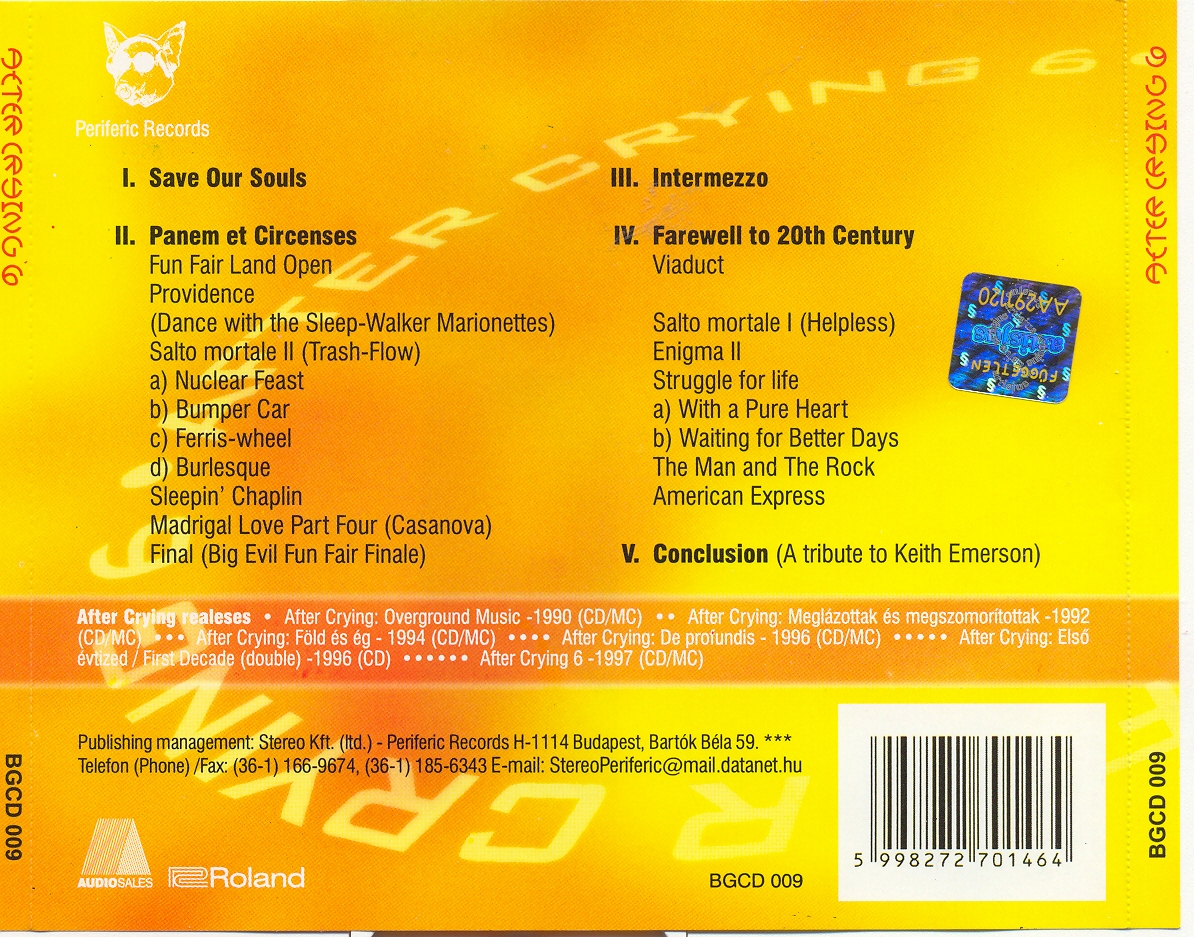 AFTER CRYING 6
Periferic Records
AFTER CRYING 6
I. Save Our Souls
II. Panem et Circenses
Fun Fair Land Open
Providence
(Dance with the Sleep-Walker Marionettes)
Salto mortale II (Trash-Flow)
a) Nuclear Feast
b) Bumper Car
c) Ferris-wheel
d) Burlesque
Sleepin' Chaplin
Madrigal Love Part Four (Casanova)
Final (Big Evil Fun Fair Finale)
III. Intermezzo
IV. Farewell to 20th Century
Viaduct
Salto mortale I (Helpless)
Enigma II
Struggle for life
a) With a Pure Heart
b) Waiting for Better Days
The Man and The Rock
American Express
V. Conclusion (A tribute to Keith Emerson)
AA291120
artisjus
FÜGGETLEN
After Crying realeses • After Crying: Overground Music -1990 (CD/MC) •• After Crying: Meglázottak és megszomorítottak -1992
(CD/MC) ••• After Crying: Föld és ég - 1994 (CD/MC) •••• After Crying: De profundis - 1996 (CD/MC) ••••• After Crying: Első
évtized / First Decade (double) -1996 (CD) •••••• After Crying 6 -1997 (CD/MC)
CRYING
R CR
Publishing management: Stereo Kft. (ltd.) - Periferic Records H-1114 Budapest, Bartók Béla 59. ***
Telefon (Phone) /Fax: (36-1) 166-9674, (36-1) 185-6343 E-mail: StereoPeriferic@mail.datanet.hu
AUDIOSALES
Roland
BGCD 009
5 998272 701464
BGCD 009
AFTER CRYING 6
BGCD 009